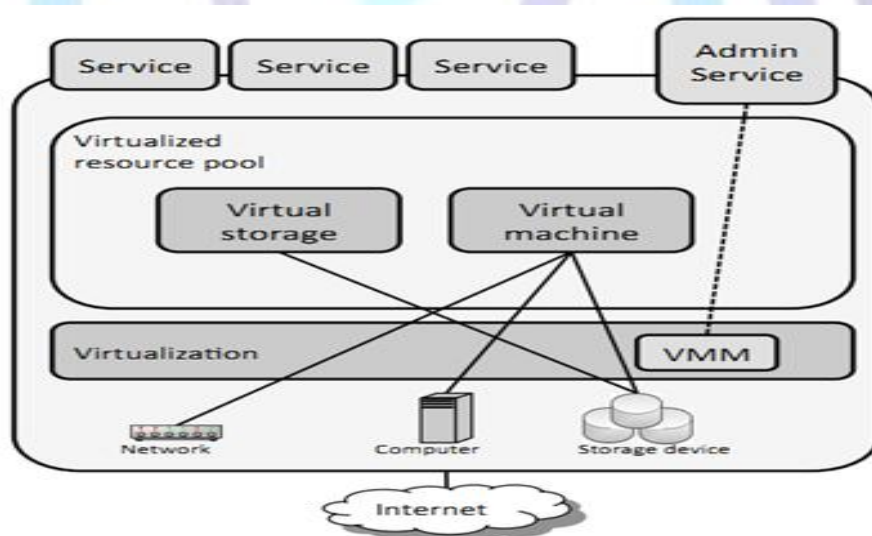 Service
Service
Service
Admin
Service
Virtualized
resource pool
Virtual
storage
Virtual
machine
Virtualization
VMM
Network
Computer
Storage device
Internet